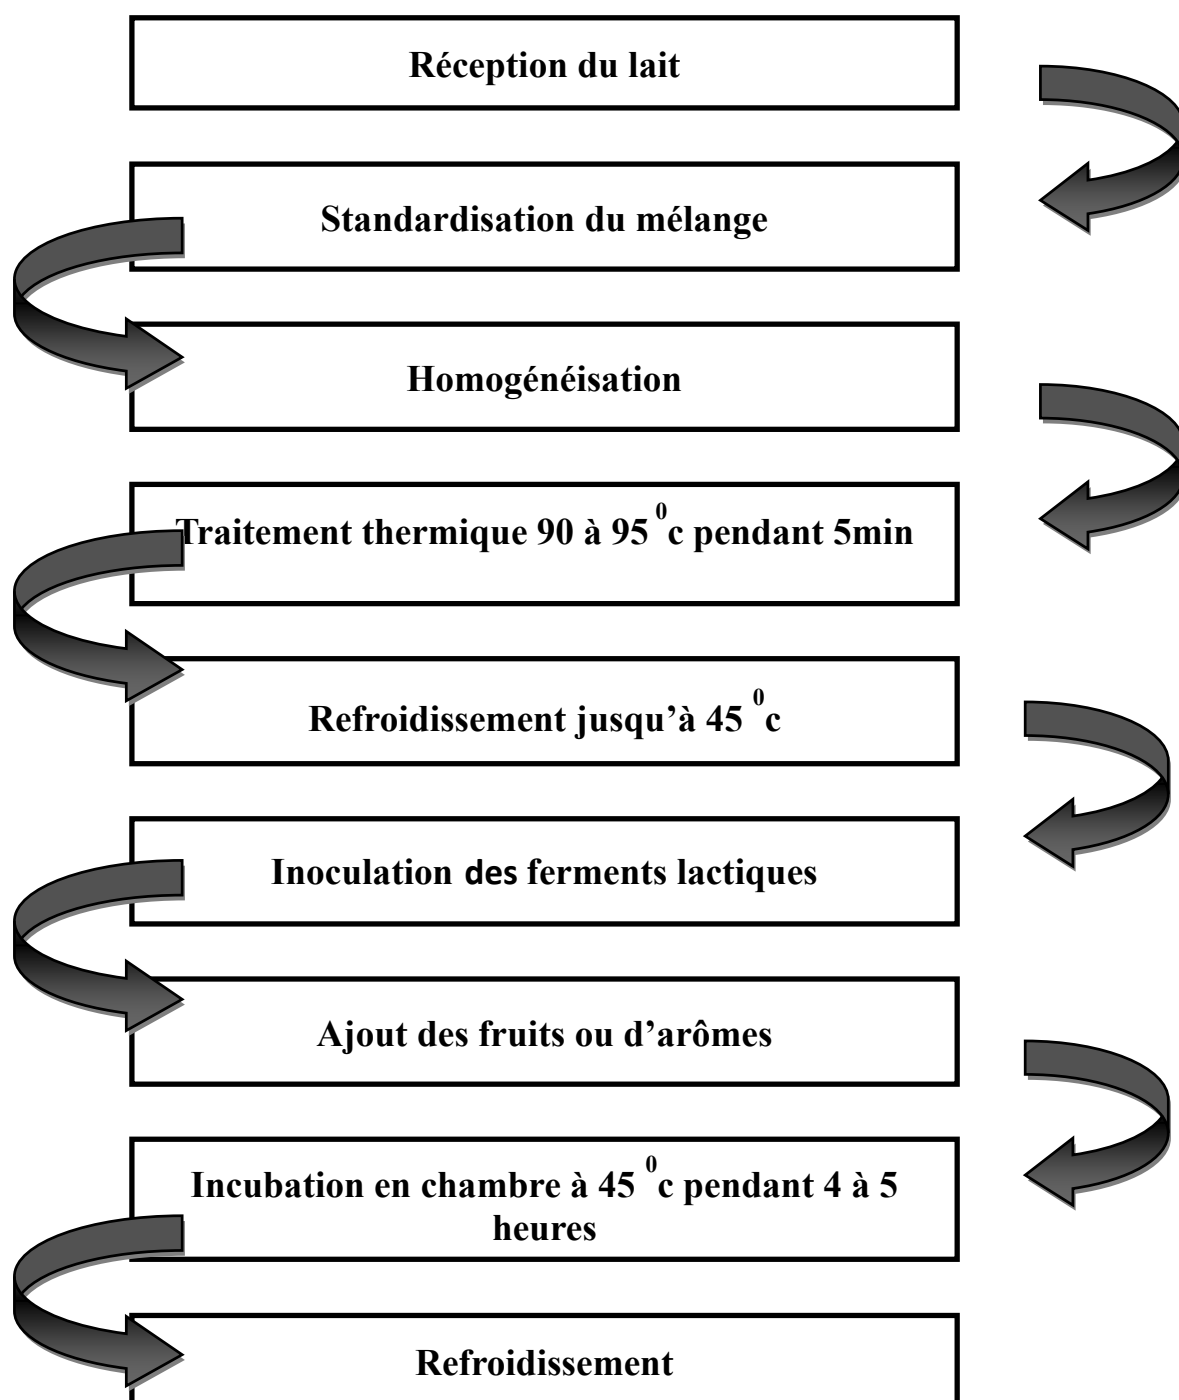 Réception du lait
Standardisation du mélange
Homogénéisation
Traitement thermique 90 à 95 ⁰c pendant 5min
Refroidissement jusqu’à 45 ⁰c
Inoculation des ferments lactiques
Ajout des fruits ou d’arômes
Incubation en chambre à 45 ⁰c pendant 4 à 5
heures
Refroidissement